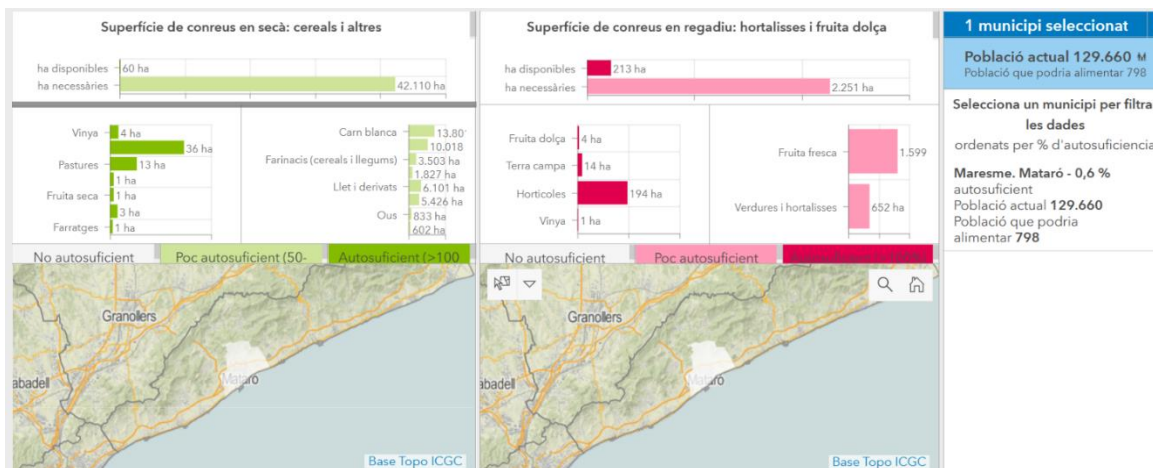 Superfície de conreus en secà: cereals i altres
ha disponibles
60 ha
ha necessàries
42.110 ha
Vinya
4 ha
36 ha
Pastures
13 ha
1 ha
Fruita seca
1 ha
3 ha
Farratges
1 ha
Carn blanca
13.80
10.018
Farinacis (cereals i llegums)
3.503 ha
1.827 ha
Llet i derivats
6.101 ha
5.426 ha
Ous
833 ha
602 ha
No autosuficient
Poc autosuficient (50-
Autosuficient (>100
Granollers
abadell
Mataró
Base Topo ICGC
Superfície de conreus en regadiu: hortalisses i fruita dolça
ha disponibles
213 ha
ha necessàries
2.251 ha
Fruita dolça
4 ha
Terra campa
14 ha
Hortícoles
194 ha
Vinya
1 ha
Fruita fresca
1.599
Verdures i hortalisses
652 ha
No autosuficient
Poc autosuficient
Granollers
abadell
Mataró
Base Topo ICGC
1 municipi seleccionat
Població actual 129.660 M
Població que podria alimentar 798
Selecciona un municipi per filtra
les dades
ordenats per % d'autosuficiencia
Maresme. Mataró - 0,6 %
autosuficient
Població actual 129.660
Població que podria
alimentar 798